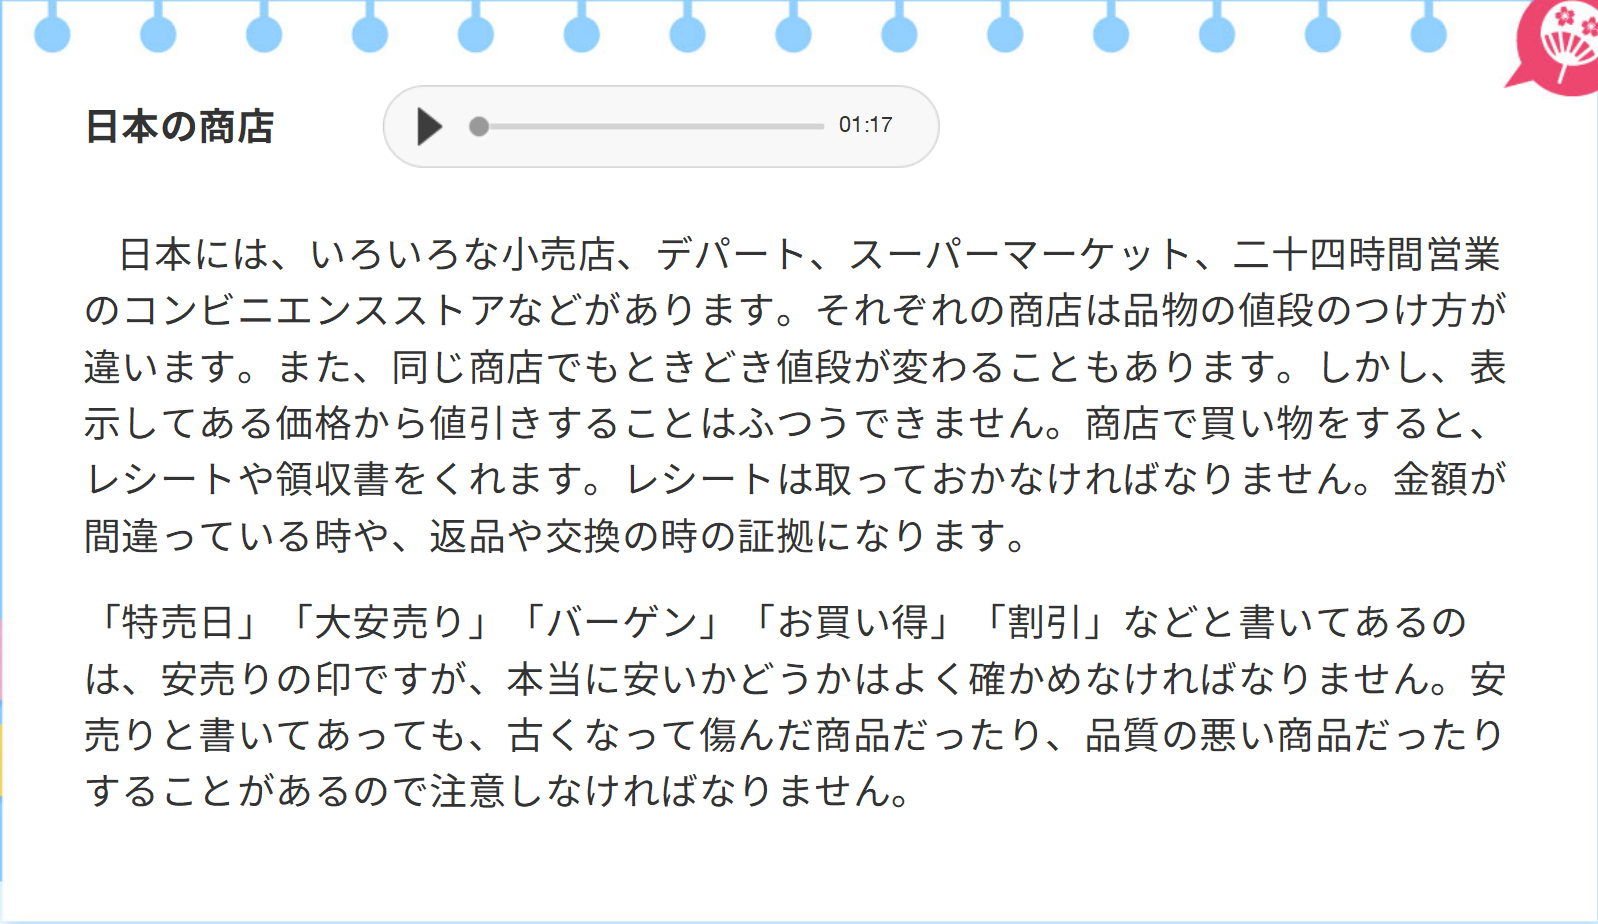 日本の商店
01:17
日本には、いろいろな小売店、デパート、スーパーマーケット、二十四時間営業
のコンビニエンスストアなどがあります。それぞれの商店は品物の値段のつけ方が
違います。また、同じ商店でもときどき値段が変わることもあります。しかし、表
示してある価格から値引きすることはふつうできません。商店で買い物をすると、
レシートや領収書をくれます。レシートは取っておかなければなりません。金額が
間違っている時や、返品や交換の時の証拠になります。
「特売日」「大安売り」「バーゲン」「お買い得」「割引」などと書いてあるの
は、安売りの印ですが、本当に安いかどうかはよく確かめなければなりません。安
売りと書いてあっても、古くなって傷んだ商品だったり、品質の悪い商品だったり
することがあるので注意しなければなりません。